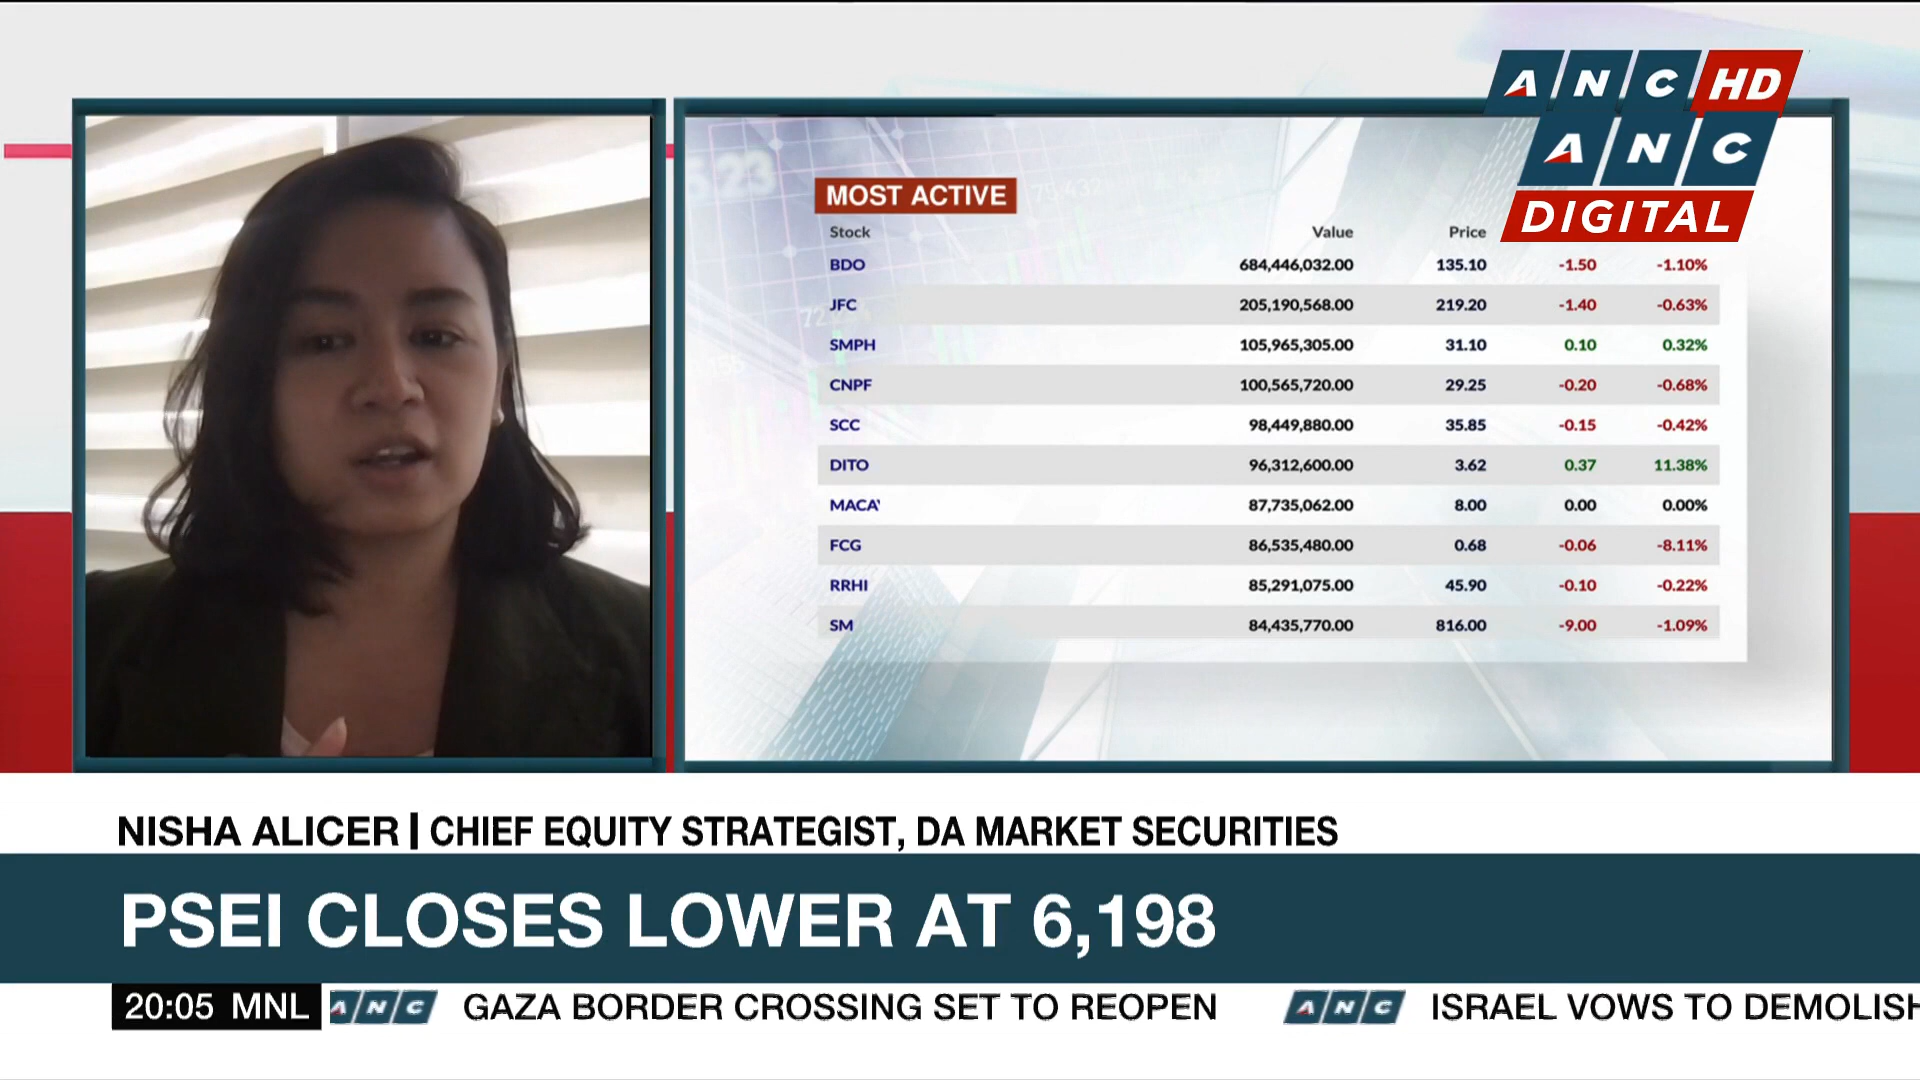 ANC HD
ANC
DIGITAL
MOST ACTIVE
Stock Value Price
BDO 684,446,032.00 135.10 -1.50 -1.10%
JFC 205,190,568.00 219.20 -1.40 -0.63%
SMPH 105,965,305.00 31.10 0.10 0.32%
CNPF 100,565,720.00 29.25 -0.20 -0.68%
SCC 98,449,880.00 35.85 -0.15 -0.42%
DITO 96,312,600.00 3.62 0.37 11.38%
MACA 87,735,062.00 8.00 0.00 0.00%
FCG 86,535,480.00 0.68 -0.06 -8.11%
RRHI 85,291,075.00 45.90 -0.10 -0.22%
SM 84,435,770.00 816.00 -9.00 -1.09%
NISHA ALICER | CHIEF EQUITY STRATEGIST, DA MARKET SECURITIES
PSEI CLOSES LOWER AT 6,198
20:05 MNL ANC GAZA BORDER CROSSING SET TO REOPEN ANC ISRAEL VOWS TO DEMOLISH